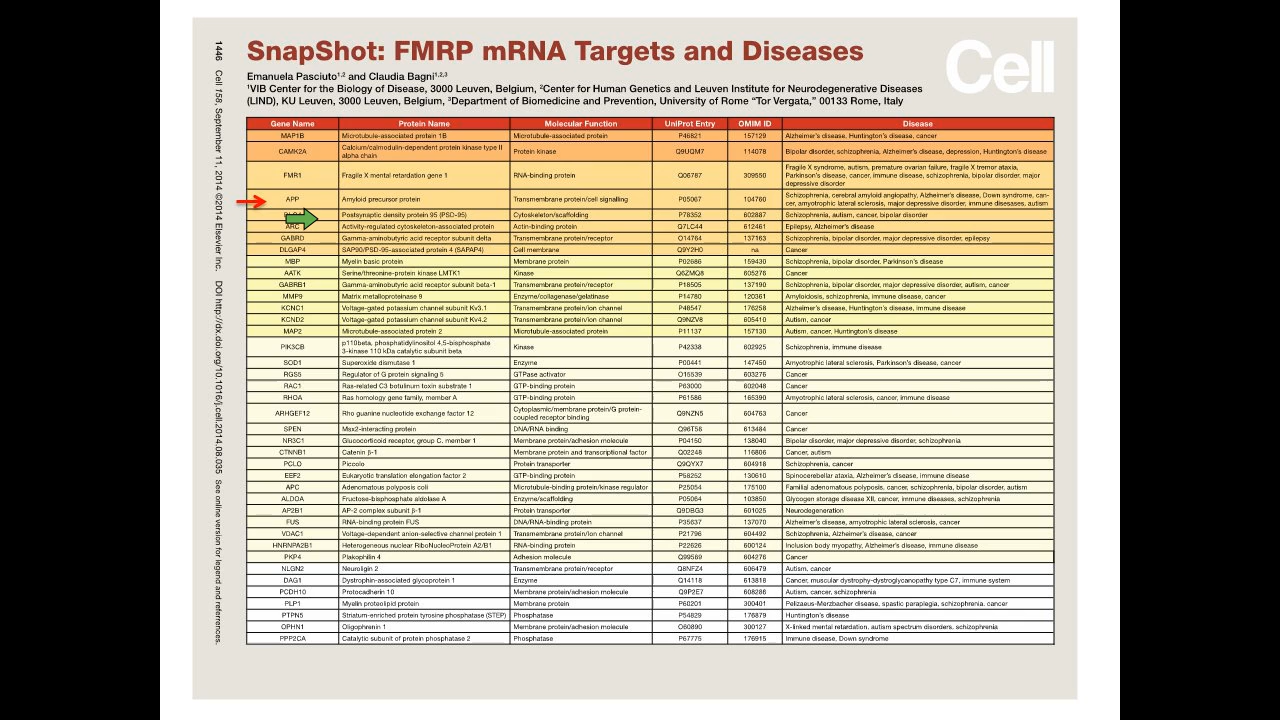 SnapShot: FMRP mRNA Targets and Diseases
Cell
Emanuela Pasciuto1,2 and Claudia Bagni1,2,3
1VIB Center for the Biology of Disease, 3000 Leuven, Belgium, 2Center for Human Genetics and Leuven Institute for Neurodegenerative Diseases
(LIND), KU Leuven, 3000 Leuven, Belgium, 3Department of Biomedicine and Prevention, University of Rome “Tor Vergata,” 00133 Rome, Italy
Gene Name Protein Name Molecular Function UniProt Entry OMIM ID Disease
MAP1B Microtubule-associated protein 1B Microtubule-associated protein P46821 157129 Alzheimer's disease, Huntington's disease, cancer
CAMK2A Calcium/calmodulin-dependent protein kinase type II alpha chain Protein kinase Q9UQM7 114078 Bipolar disorder, schizophrenia, Alzheimer's disease, depression, Huntington's disease
FMR1 Fragile X mental retardation gene 1 RNA-binding protein Q06787 309550 Fragile X syndrome, autism, premature ovarian failure, fragile X tremor ataxia,
Parkinson's disease, cancer, immune disease, schizophrenia, bipolar disorder, major
depressive disorder
APP Amyloid precursor protein Transmembrane protein/cell signalling P05067 104760 Schizophrenia, cerebral amyloid angiopathy, Alzheimer's disease, Down syndrome, can-
cer, amyotrophic lateral sclerosis, major depressive disorder, immune diseases, autism
Postsynaptic density protein 95 (PSD-95) Cytoskeleton/scaffolding P78352 602887 Schizophrenia, autism, cancer, bipolar disorder
ARC Activity-regulated cytoskeleton-associated protein Actin-binding protein Q7LC44 612461 Epilepsy, Alzheimer's disease
GABRD Gamma-aminobutyric acid receptor subunit delta Transmembrane protein/receptor O14764 137163 Schizophrenia, bipolar disorder, major depressive disorder, epilepsy
DLGAP4 SAP90/PSD-95-associated protein 4 (SAPAP4) Cell membrane Q9Y2H0 na Cancer
MBP Myelin basic protein Membrane protein P02686 159430 Schizophrenia, bipolar disorder, Parkinson's disease
AATK Serine/threonine-protein kinase LMTK1 Kinase Q6ZMQ8 605276 Cancer
GABRB1 Gamma-aminobutyric acid receptor subunit beta-1 Transmembrane protein/receptor P18505 137190 Schizophrenia, bipolar disorder, major depressive disorder, autism, cancer
MMP9 Matrix metalloproteinase 9 Enzyme/collagenase/gelatinase P14780 120361 Amyloidosis, schizophrenia, immune disease, cancer
KCNC1 Voltage-gated potassium channel subunit Kv3.1 Transmembrane protein/ion channel P48547 176258 Alzheimer's disease, Huntington's disease, immune disease
KCND2 Voltage-gated potassium channel subunit Kv4.2 Transmembrane protein/ion channel Q9NZV8 605410 Autism, cancer
MAP2 Microtubule-associated protein 2 Microtubule-associated protein P11137 157130 Autism, cancer, Huntington's disease
PIK3CB p110beta, phosphatidylinositol 4,5-bisphosphate 3-kinase 110 kDa catalytic subunit beta Kinase P42338 602925 Schizophrenia, immune disease
SOD1 Superoxide dismutase 1 Enzyme P00441 147450 Amyotrophic lateral sclerosis, Parkinson's disease, cancer
RGS5 Regulator of G protein signaling 5 GTPase activator O15539 603276 Cancer
RAC1 Ras-related C3 botulinum toxin substrate 1 GTP-binding protein P63000 602048 Cancer
RHOA Ras homology gene family, member A GTP-binding protein P61586 165390 Amyotrophic lateral sclerosis, cancer, immune disease
ARHGEF12 Rho guanine nucleotide exchange factor 12 Cytoplasmic/membrane protein/G protein-coupled receptor binding Q9NZN5 604763 Cancer
SPEN Msx2-interacting protein DNA/RNA binding Q96T58 613484 Cancer
NR3C1 Glucocorticoid receptor, group C, member 1 Membrane protein/adhesion molecule P04150 138040 Bipolar disorder, major depressive disorder, schizophrenia
CTNNB1 Catenin β-1 Membrane protein and transcriptional factor Q02248 116806 Cancer, autism
PCLO Piccolo Protein transporter Q9QYX7 604918 Schizophrenia, cancer
EEF2 Eukaryotic translation elongation factor 2 GTP-binding protein P58252 130610 Spinocerebellar ataxia, Alzheimer's disease, immune disease
APC Adenomatous polyposis coli Microtubule-biological protein/kinase regulator P25054 175100 Familial adenomatous polyposis, cancer, schizophrenia, bipolar disorder, autism
ALDOA Fructose-bisphosphate aldolase A Enzyme/scaffolding P05064 103850 Glycogen storage disease XII, cancer, immune diseases, schizophrenia
AP2B1 AP-2 complex subunit β-1 Protein transporter Q9DBG3 601025 Neurodegeneration
FUS RNA-binding protein FUS DNA/RNA-binding protein P35637 137070 Alzheimer's disease, amyotrophic lateral sclerosis, cancer
VDAC1 Voltage-dependent anion-selective channel protein 1 Transmembrane protein/ion channel P21796 604492 Schizophrenia, Alzheimer's disease, cancer
HNRNPA2B1 Heterogeneous nuclear RiboNucleoProtein A2/B1 RNA-binding protein P22626 600124 Inclusion body myopathy, Alzheimer's disease, immune disease
PKP4 Plakophilin 4 Adhesion molecule Q99569 604276 Cancer
NLGN2 Neuroligin 2 Transmembrane protein/receptor Q8NFZ4 606479 Autism, cancer
DAG1 Dystrophin-associated glycoprotein 1 Enzyme Q14118 613818 Cancer, muscular dystrophy-dystroglycanopathy type C7, immune system
PCDH10 Protocadherin 10 Membrane protein/adhesion molecule Q9P2E7 608286 Autism, cancer, schizophrenia
PLP1 Myelin proteolipid protein Membrane protein P60201 300401 Pelizaeus-Merzbacher disease, spastic paraplegia, schizophrenia, cancer
PTPN5 Striatum-enriched protein tyrosine phosphatase (STEP) Phosphatase P54829 176879 Huntington's disease
OPHN1 Oligophrenin 1 Membrane protein/adhesion molecule O60890 300127 X-linked mental retardation, autism spectrum disorders, schizophrenia
PPP2CA Catalytic subunit of protein phosphatase 2 Phosphatase P67775 176915 Immune disease, Down syndrome
1446 Cell 158, September 11, 2014 ©2014 Elsevier Inc. DOI http://dx.doi.org/10.1016/j.cell.2014.08.035 See online version for legend and references.